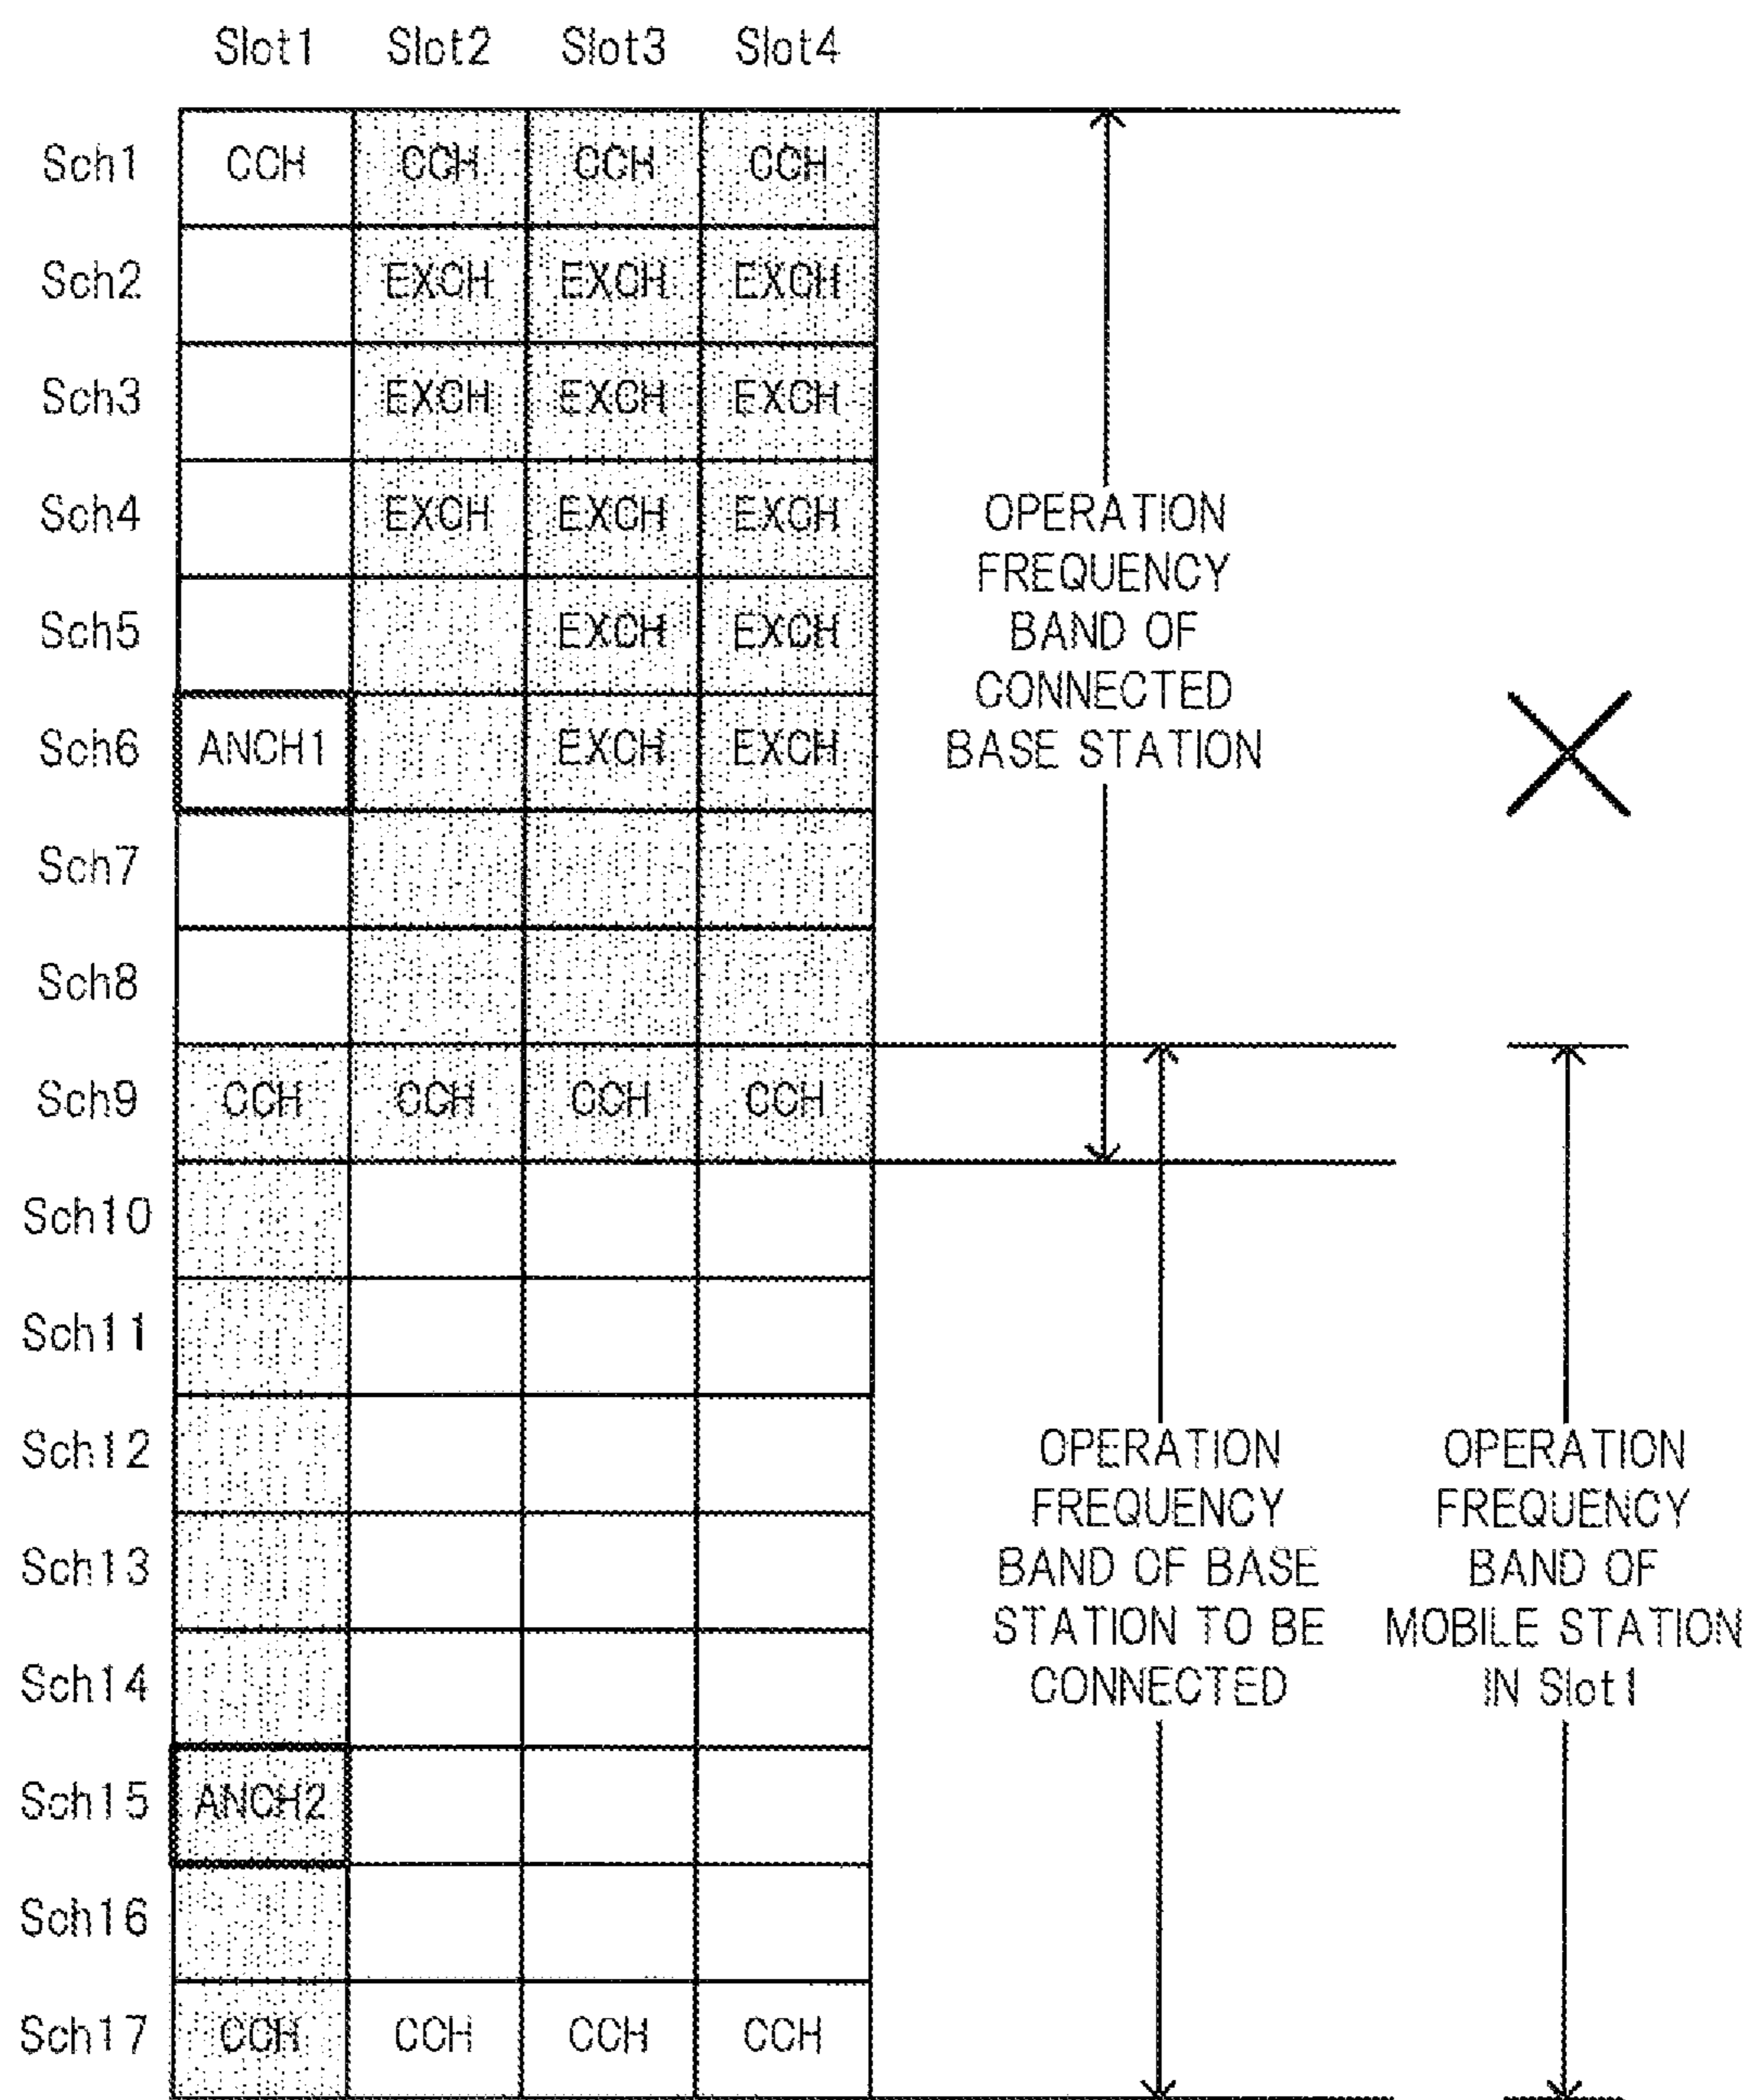 Slot1 Slot2 Slot3 Slot4
Sch1 CCH CCH CCH CCH
Sch2 EXCH EXCH EXCH
Sch3 EXCH EXCH EXCH
Sch4 EXCH EXCH EXCH
Sch5 EXCH EXCH
Sch6 ANCH1 EXCH EXCH
Sch7
Sch8
Sch9 CCH CCH CCH CCH
Sch10
Sch11
Sch12
Sch13
Sch14
Sch15 ANCH2
Sch16
Sch17 CCH CCH CCH CCH
OPERATION
FREQUENCY
BAND OF
CONNECTED
BASE STATION
OPERATION
FREQUENCY
BAND OF BASE
STATION TO BE
CONNECTED
OPERATION
FREQUENCY
BAND OF
MOBILE STATION
IN Slot1